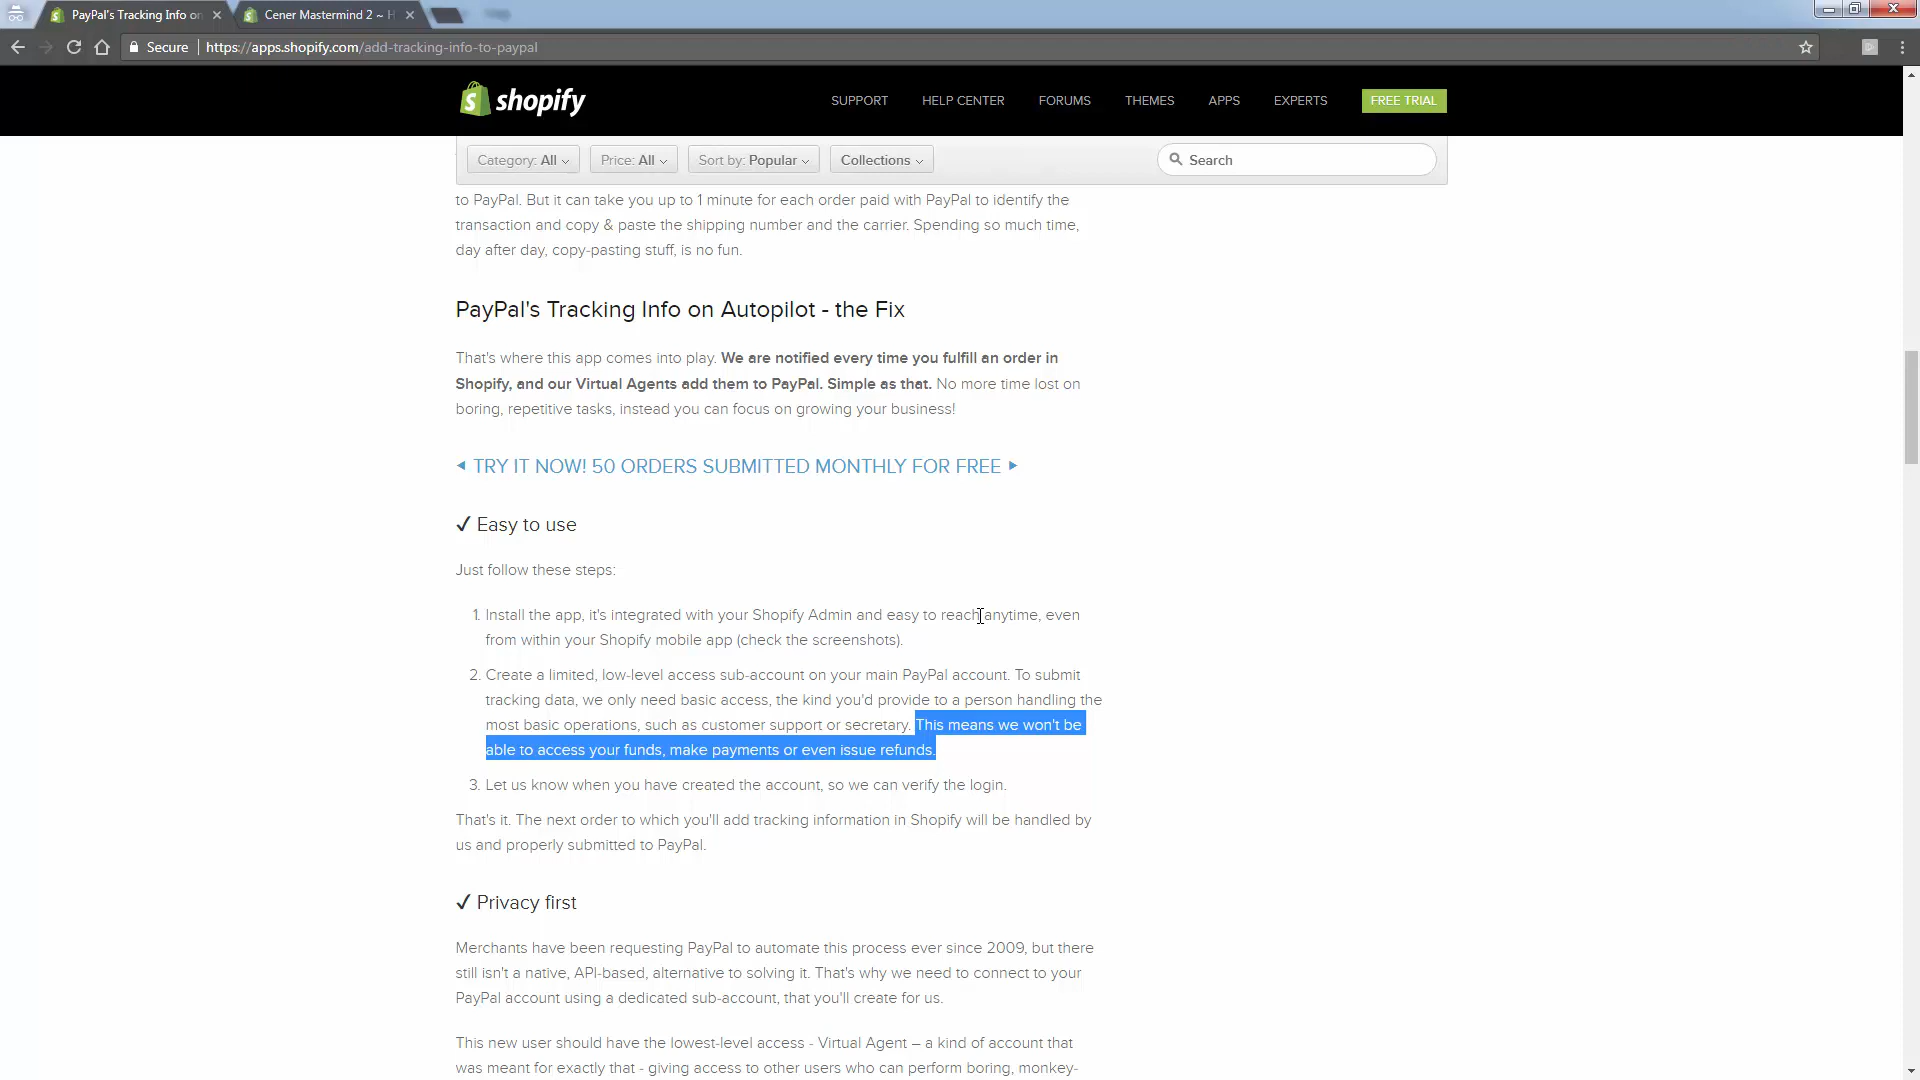 PayPal's Tracking Info on
Cener Mastermind 2 ~ H
Secure
https://apps.shopify.com/add-tracking-info-to-paypal
shopify
SUPPORT
HELP CENTER
FORUMS
THEMES
APPS
EXPERTS
FREE TRIAL
Category: All
Price: All
Sort by: Popular
Collections
Search
to PayPal. But it can take you up to 1 minute for each order paid with PayPal to identify the
transaction and copy & paste the shipping number and the carrier. Spending so much time,
day after day, copy-pasting stuff, is no fun.
PayPal's Tracking Info on Autopilot - the Fix
That's where this app comes into play. We are notified every time you fulfill an order in
Shopify, and our Virtual Agents add them to PayPal. Simple as that. No more time lost on
boring, repetitive tasks, instead you can focus on growing your business!
◄ TRY IT NOW! 50 ORDERS SUBMITTED MONTHLY FOR FREE ►
✓ Easy to use
Just follow these steps:
1. Install the app, it's integrated with your Shopify Admin and easy to reach anytime, even
from within your Shopify mobile app (check the screenshots).
2. Create a limited, low-level access sub-account on your main PayPal account. To submit
tracking data, we only need basic access, the kind you'd provide to a person handling the
most basic operations, such as customer support or secretary. This means we won't be
able to access your funds, make payments or even issue refunds.
3. Let us know when you have created the account, so we can verify the login.
That's it. The next order to which you'll add tracking information in Shopify will be handled by
us and properly submitted to PayPal.
✓ Privacy first
Merchants have been requesting PayPal to automate this process ever since 2009, but there
still isn't a native, API-based, alternative to solving it. That's why we need to connect to your
PayPal account using a dedicated sub-account, that you'll create for us.
This new user should have the lowest-level access - Virtual Agent – a kind of account that
was meant for exactly that - giving access to other users who can perform boring, monkey-